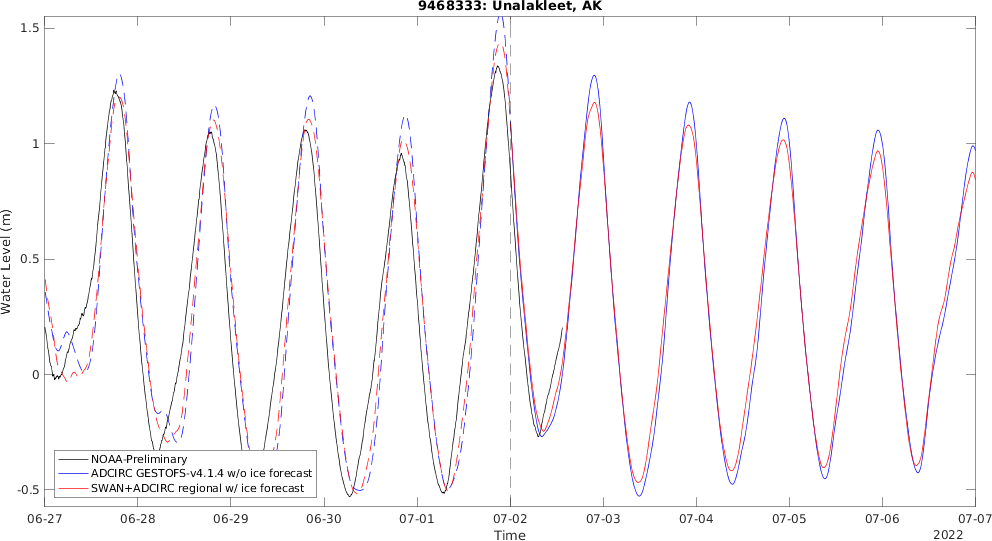 9468333: Unalakleet, AK
1.5
1
0.5
0
-0.5
Water Level (m)
NOAA-Preliminary
ADCIRC GESTOFS-v4.1.4 w/o ice forecast
SWAN+ADCIRC regional w/ ice forecast
06-27 06-28 06-29 06-30 07-01 07-02 07-03 07-04 07-05 07-06 07-07
Time
2022